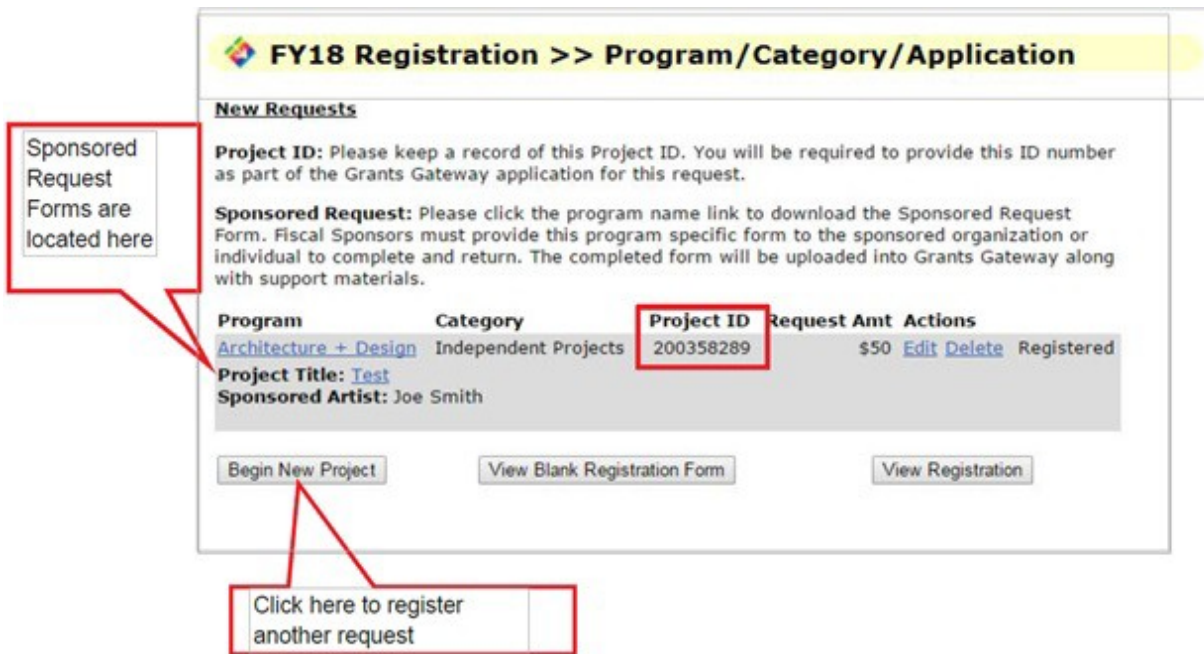 FY18 Registration >> Program/Category/Application
New Requests
Sponsored
Request
Forms are
located here
Project ID: Please keep a record of this Project ID. You will be required to provide this ID number
as part of the Grants Gateway application for this request.
Sponsored Request: Please click the program name link to download the Sponsored Request
Form. Fiscal Sponsors must provide this program specific form to the sponsored organization or
individual to complete and return. The completed form will be uploaded into Grants Gateway along
with support materials.
Program Category Project ID Request Amt Actions
Architecture + Design Independent Projects 200358289 $50 Edit Delete Registered
Project Title: Test
Sponsored Artist: Joe Smith
Begin New Project View Blank Registration Form View Registration
Click here to register
another request